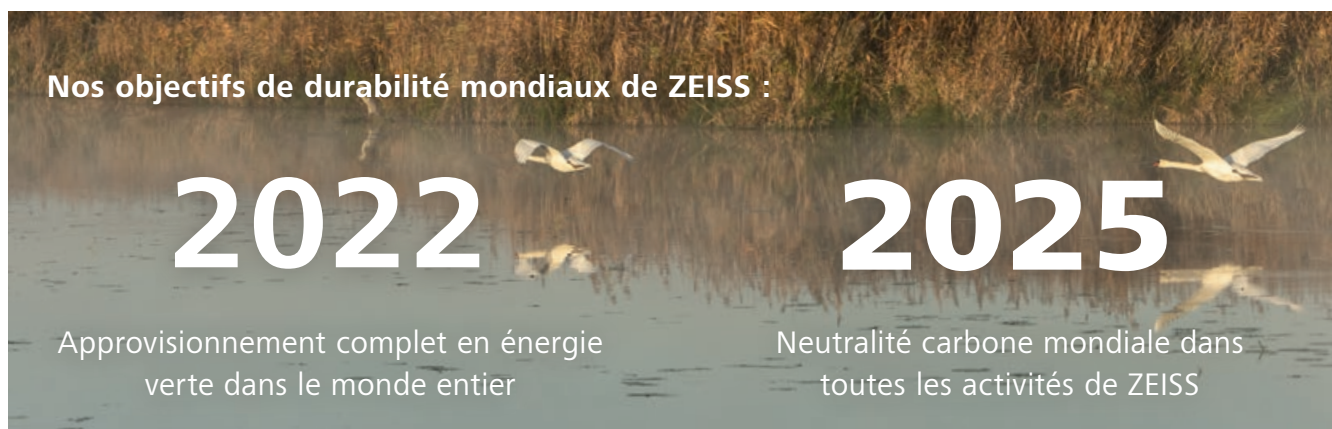 Nos objectifs de durabilité mondiaux de ZEISS :
2022
Approvisionnement complet en énergie
verte dans le monde entier
2025
Neutralité carbone mondiale dans
toutes les activités de ZEISS